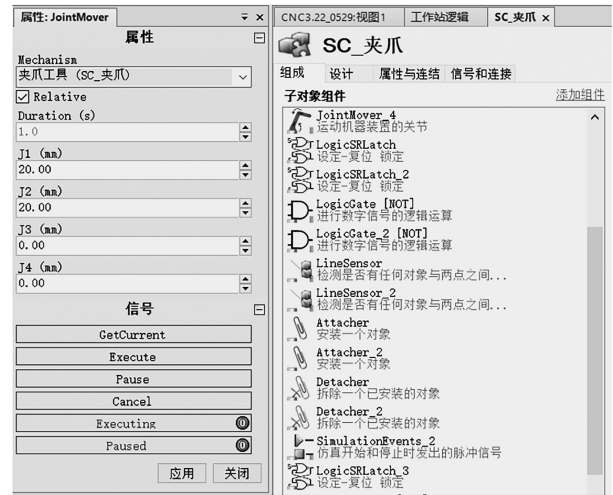 属性: JointMover
属性
Mechanism
夹爪工具 (SC_夹爪)
Relative
Duration (s)
1.0
J1 (mm)
20.00
J2 (mm)
20.00
J3 (mm)
0.00
J4 (mm)
0.00
信号
GetCurrent
Execute
Pause
Cancel
Executing
Paused
应用 关闭
CNC3.22_0529:视图1 工作站逻辑 SC_夹爪
SC_夹爪
组成 设计 属性与连结 信号和连接
子对象组件 添加组件
JointMover_4
运动机器装置的关节
LogicSRLatch
设定-复位 锁定
LogicSRLatch_2
设定-复位 锁定
LogicGate [NOT]
进行数字信号的逻辑运算
LogicGate_2 [NOT]
进行数字信号的逻辑运算
LineSensor
检测是否有任何对象与两点之间...
LineSensor_2
检测是否有任何对象与两点之间...
Attacher
安装一个对象
Attacher_2
安装一个对象
Detacher
拆除一个已安装的对象
Detacher_2
拆除一个已安装的对象
SimulationEvents_2
仿真开始和停止时发出的脉冲信号
LogicSRLatch_3
设定-复位 锁定